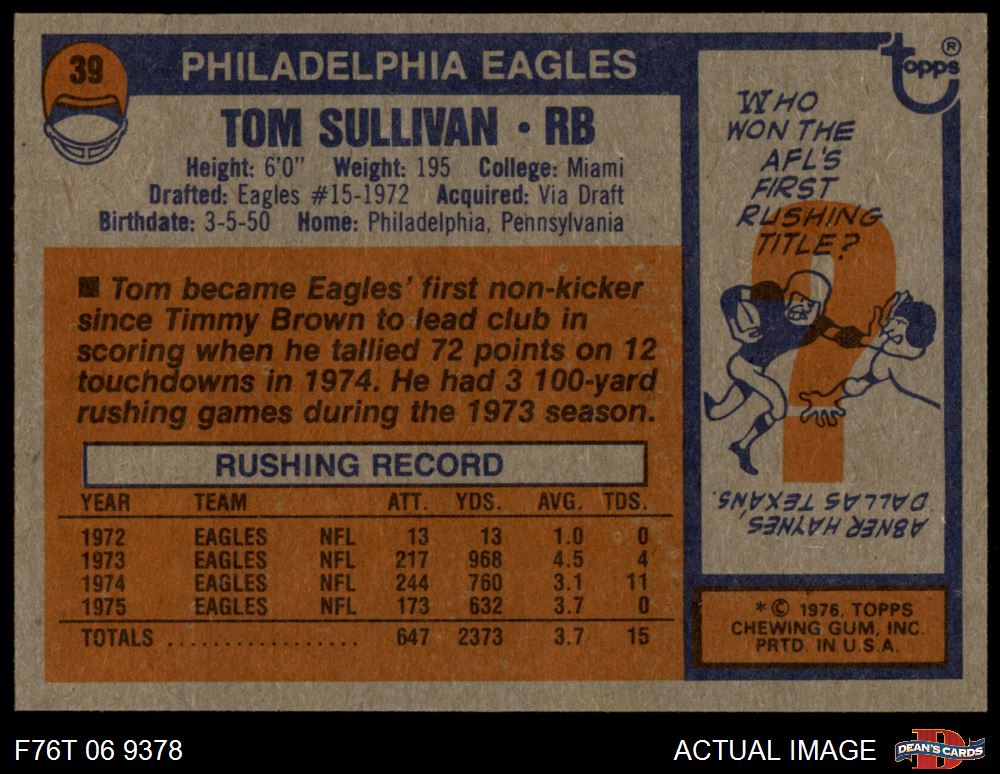 39
PHILADELPHIA EAGLES
TOM SULLIVAN • RB
Height: 6'0" Weight: 195 College: Miami
Drafted: Eagles #15-1972 Acquired: Via Draft
Birthdate: 3-5-50 Home: Philadelphia, Pennsylvania
■ Tom became Eagles' first non-kicker
since Timmy Brown to lead club in
scoring when he tallied 72 points on 12
touchdowns in 1974. He had 3 100-yard
rushing games during the 1973 season.
RUSHING RECORD
YEAR TEAM ATT. YDS. AVG. TDS.
1972 EAGLES NFL 13 13 1.0 0
1973 EAGLES NFL 217 968 4.5 4
1974 EAGLES NFL 244 760 3.1 11
1975 EAGLES NFL 173 632 3.7 0
TOTALS .................. 647 2373 3.7 15
topps ®
WHO
WON THE
AFL'S
FIRST
RUSHING
TITLE?
?
ABNER HAYNES,
DALLAS TEXANS.
* © 1976, TOPPS
CHEWING GUM, INC.
PRTD. IN U.S.A.
F76T 06 9378
ACTUAL IMAGE
D
DEAN'S CARDS